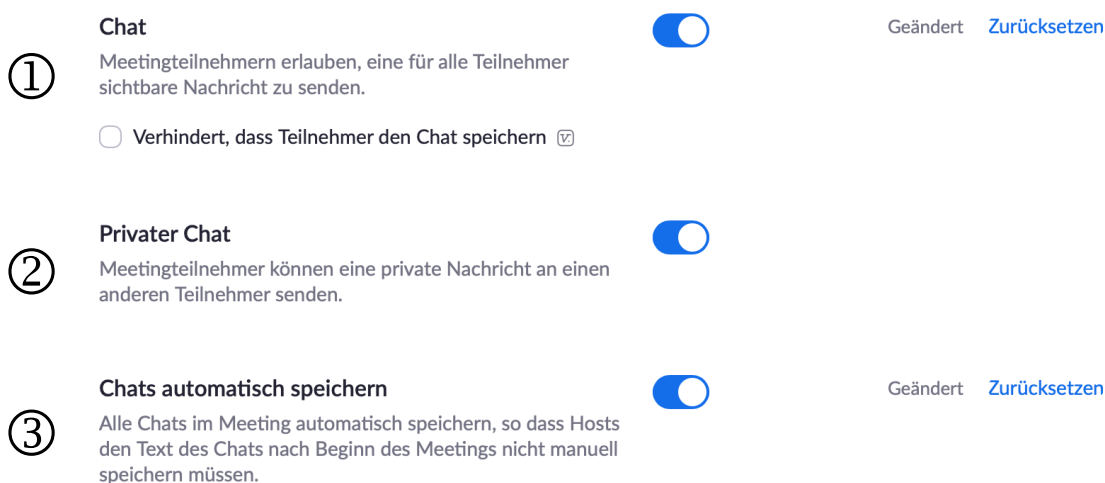 Chat
Geändert Zurücksetzen
① Meetingteilnehmern erlauben, eine für alle Teilnehmer
sichtbare Nachricht zu senden.
Verhindert, dass Teilnehmer den Chat speichern
Privater Chat
② Meetingteilnehmer können eine private Nachricht an einen
anderen Teilnehmer senden.
Chats automatisch speichern
Geändert Zurücksetzen
③ Alle Chats im Meeting automatisch speichern, so dass Hosts
den Text des Chats nach Beginn des Meetings nicht manuell
speichern müssen.